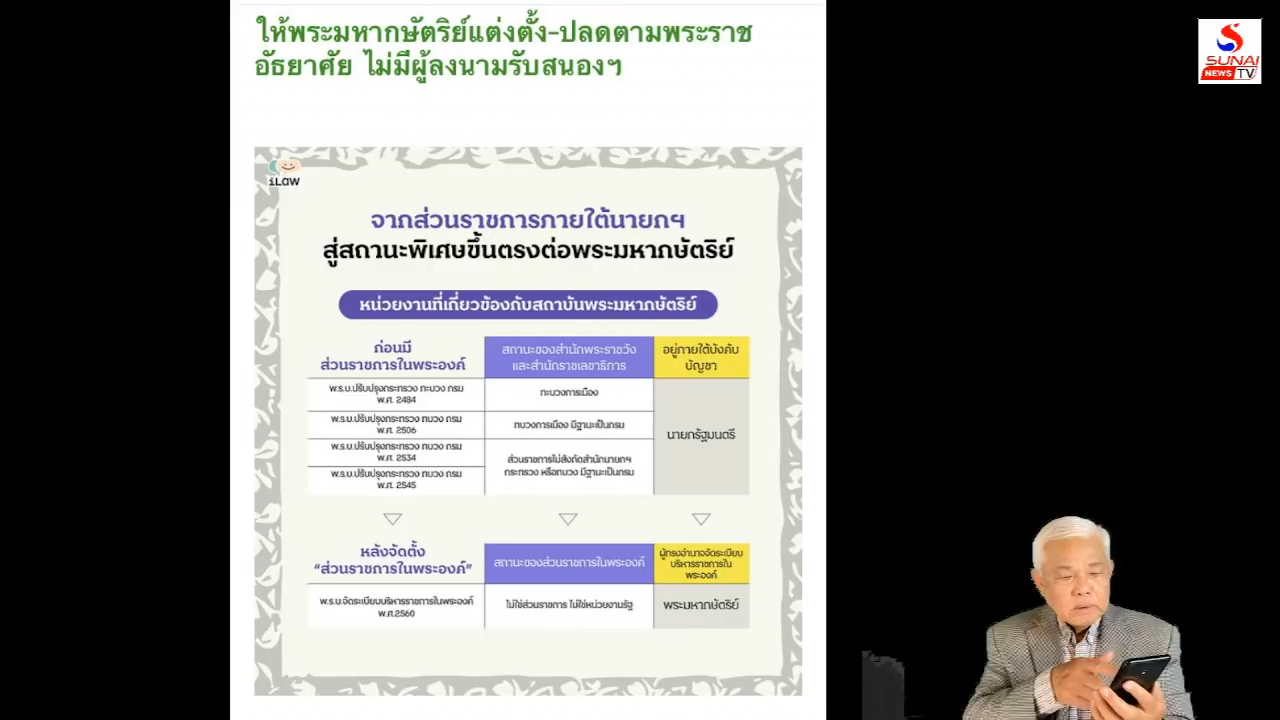 ให้พระมหากษัตริย์แต่งตั้ง-ปลดตามพระราช
อัธยาศัย ไม่มีผู้ลงนามรับสนองฯ
SUNAI
NEWS TV
iLaw
จากส่วนราชการภายใต้นายกฯ
สู่สถานะพิเศษขึ้นตรงต่อพระมหากษัตริย์
หน่วยงานที่เกี่ยวข้องกับสถาบันพระมหากษัตริย์
ก่อนมี
ส่วนราชการในพระองค์
สถานะของสำนักพระราชวัง
และสำนักราชเลขาธิการ
อยู่ภายใต้บังคับ
บัญชา
พ.ร.บ.ปรับปรุงกระทรวง ทะบวง กรม
พ.ศ. 2484
ทะบวงการเมือง
พ.ร.บ.ปรับปรุงกระทรวง ทบวง กรม
พ.ศ. 2506
ทบวงการเมือง มีฐานะเป็นกรม
นายกรัฐมนตรี
พ.ร.บ.ปรับปรุงกระทรวง ทบวง กรม
พ.ศ. 2534
พ.ร.บ.ปรับปรุงกระทรวง ทบวง กรม
พ.ศ. 2545
ส่วนราชการไม่สังกัดสำนักนายกฯ
กระทรวง หรือทบวง มีฐานะเป็นกรม
หลังจัดตั้ง
“ส่วนราชการในพระองค์”
สถานะของส่วนราชการในพระองค์
ผู้ทรงอำนาจจัดระเบียบ
บริหารราชการใน
พระองค์
พ.ร.บ.จัดระเบียบบริหารราชการในพระองค์
พ.ศ.2560
ไม่ใช่ส่วนราชการ ไม่ใช่หน่วยงานรัฐ
พระมหากษัตริย์